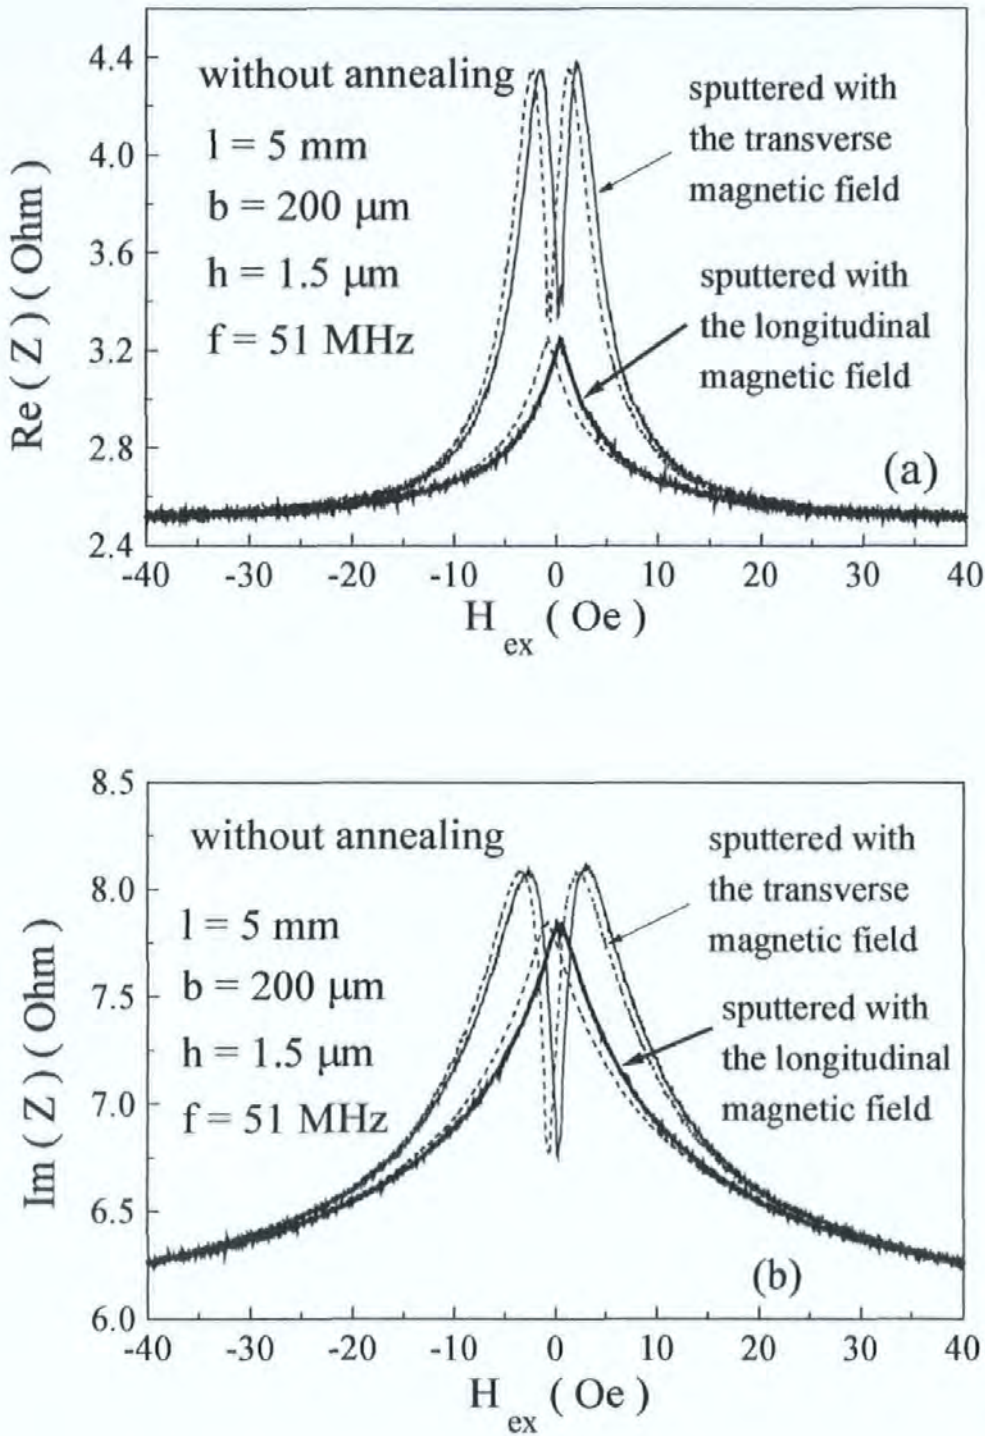 4.4
4.0
3.6
3.2
2.8
2.4
Re ( Z ) ( Ohm )
without annealing
l = 5 mm
b = 200 μm
h = 1.5 μm
f = 51 MHz
sputtered with
the transverse
magnetic field
sputtered with
the longitudinal
magnetic field
(a)
-40 -30 -20 -10 0 10 20 30 40
H ex ( Oe )
8.5
8.0
7.5
7.0
6.5
6.0
Im ( Z ) ( Ohm )
without annealing
l = 5 mm
b = 200 μm
h = 1.5 μm
f = 51 MHz
sputtered with
the transverse
magnetic field
sputtered with
the longitudinal
magnetic field
(b)
-40 -30 -20 -10 0 10 20 30 40
H ex ( Oe )